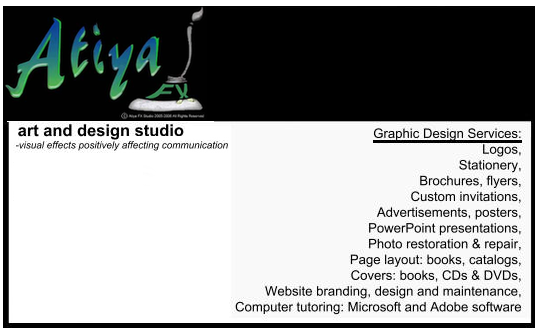 Atiya
FX
© Atiya FX Studio 2005-2008 All Rights Reserved
art and design studio
-visual effects positively affecting communication
Graphic Design Services:
Logos,
Stationery,
Brochures, flyers,
Custom invitations,
Advertisements, posters,
PowerPoint presentations,
Photo restoration & repair,
Page layout: books, catalogs,
Covers: books, CDs & DVDs,
Website branding, design and maintenance,
Computer tutoring: Microsoft and Adobe software